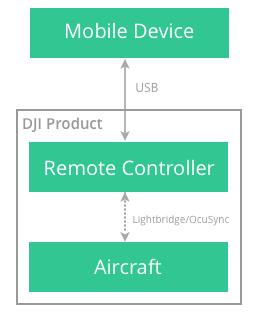 Mobile Device
USB
DJI Product
Remote Controller
Lightbridge/OcuSync
Aircraft